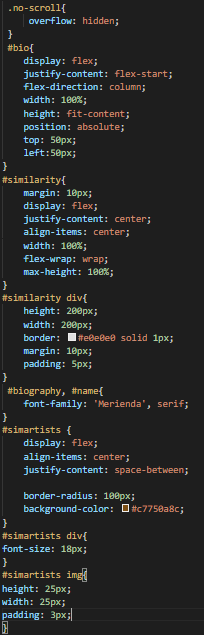 .no-scroll{
overflow: hidden;
}
#bio{
display: flex;
justify-content: flex-start;
flex-direction: column;
width: 100%;
height: fit-content;
position: absolute;
top: 50px;
left:50px;
}
#similarity{
margin: 10px;
display: flex;
justify-content: center;
align-items: center;
width: 100%;
flex-wrap: wrap;
max-height: 100%;
}
#similarity div{
height: 200px;
width: 200px;
border: #e0e0e0 solid 1px;
margin: 10px;
padding: 5px;
}
#biography, #name{
font-family: 'Merienda', serif;
}
#simartists {
display: flex;
align-items: center;
justify-content: space-between;
border-radius: 100px;
background-color: #c7750a8c;
}
#simartists div{
font-size: 18px;
}
#simartists img{
height: 25px;
width: 25px;
padding: 3px;
}